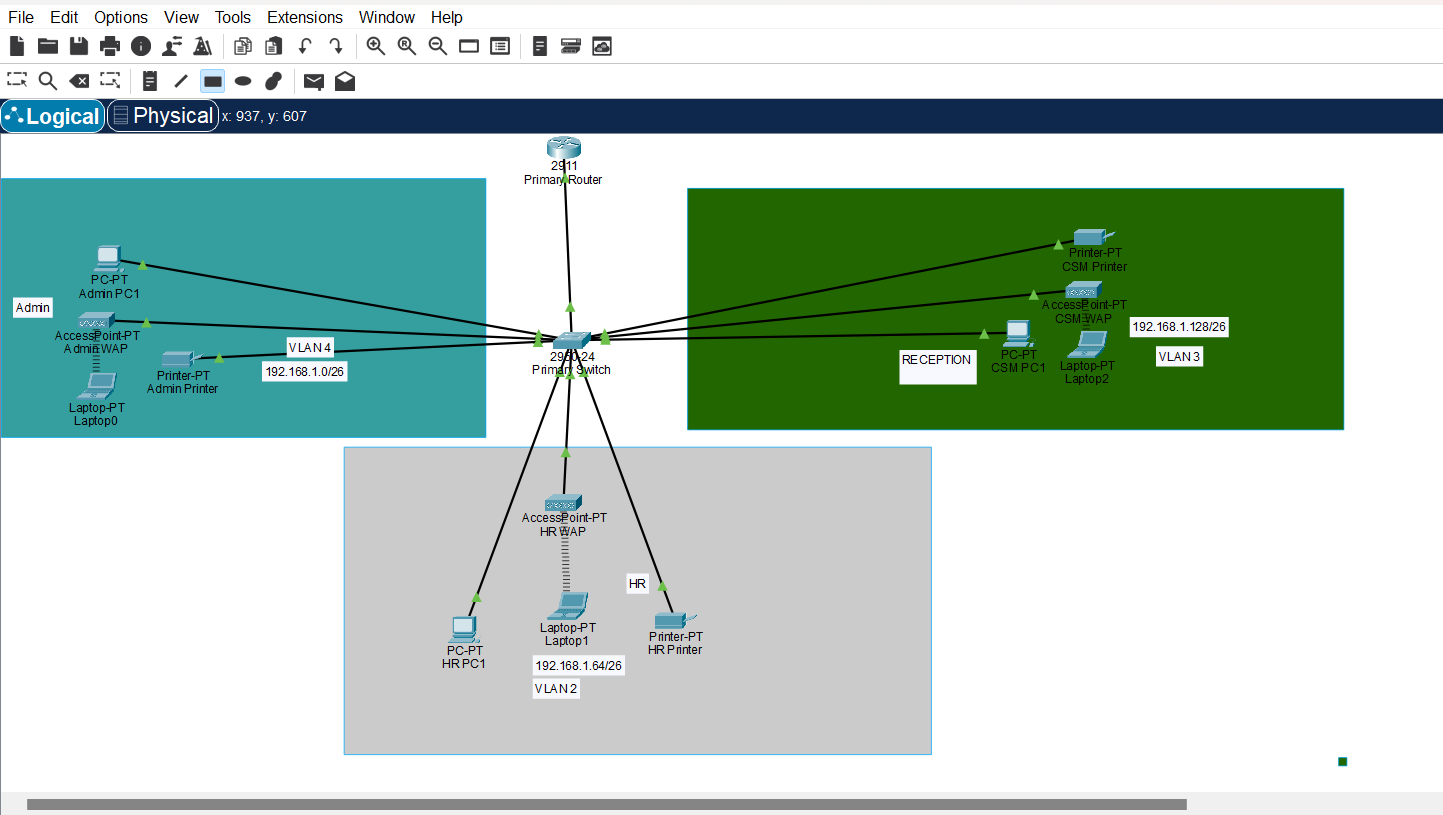 File Edit Options View Tools Extensions Window Help
Logical Physical x: 937, y: 607
2911
Primary Router
PC-PT
Admin PC1
Admin
AccessPoint-PT
Admin WAP
Printer-PT
Admin Printer
Laptop-PT
Laptop0
VLAN 4
192.168.1.0/26
2950-24
Primary Switch
Printer-PT
CSM Printer
AccessPoint-PT
CSM WAP
PC-PT
CSM PC1
Laptop-PT
Laptop2
RECEPTION
192.168.1.128/26
VLAN 3
AccessPoint-PT
HR WAP
HR
PC-PT
HR PC1
Laptop-PT
Laptop1
Printer-PT
HR Printer
192.168.1.64/26
VLAN 2